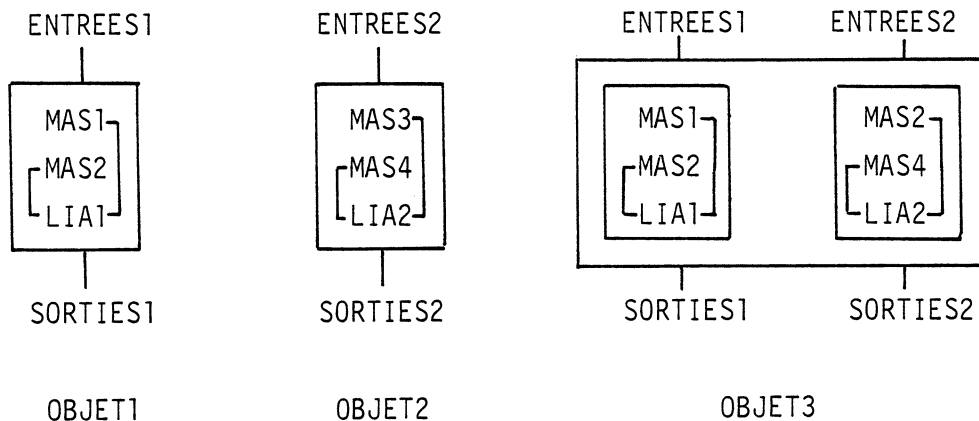 ENTREES1 ENTREES2 ENTREES1 ENTREES2
MAS1 MAS3 MAS1 MAS2
MAS2 MAS4 MAS2 MAS4
LIA1 LIA2 LIA1 LIA2
SORTIES1 SORTIES2 SORTIES1 SORTIES2
OBJET1 OBJET2 OBJET3